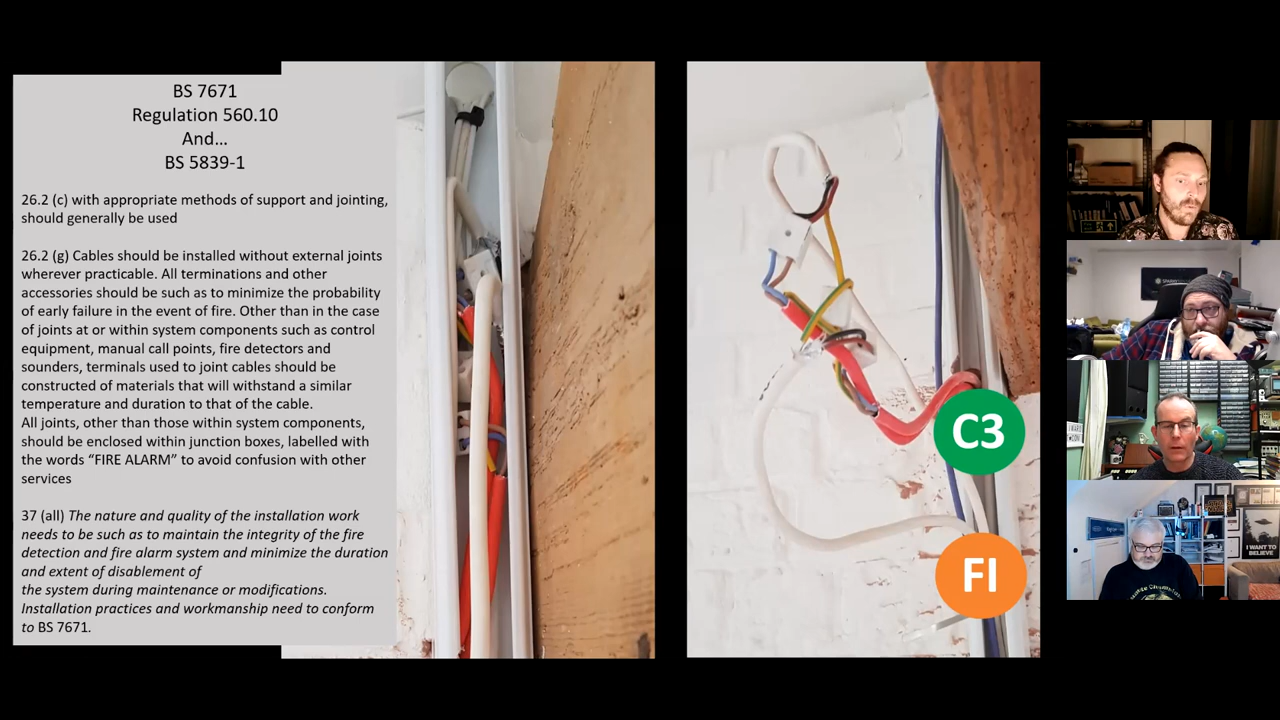 BS 7671
Regulation 560.10
And...
BS 5839-1
26.2 (c) with appropriate methods of support and jointing,
should generally be used
26.2 (g) Cables should be installed without external joints
wherever practicable. All terminations and other
accessories should be such as to minimize the probability
of early failure in the event of fire. Other than in the case
of joints at or within system components such as control
equipment, manual call points, fire detectors and
sounders, terminals used to joint cables should be
constructed of materials that will withstand a similar
temperature and duration to that of the cable.
All joints, other than those within system components,
should be enclosed within junction boxes, labelled with
the words “FIRE ALARM” to avoid confusion with other
services
37 (all) The nature and quality of the installation work
needs to be such as to maintain the integrity of the fire
detection and fire alarm system and minimize the duration
and extent of disablement of
the system during maintenance or modifications.
Installation practices and workmanship need to conform
to BS 7671.
C3
FI
I WANT TO
BELIEVE